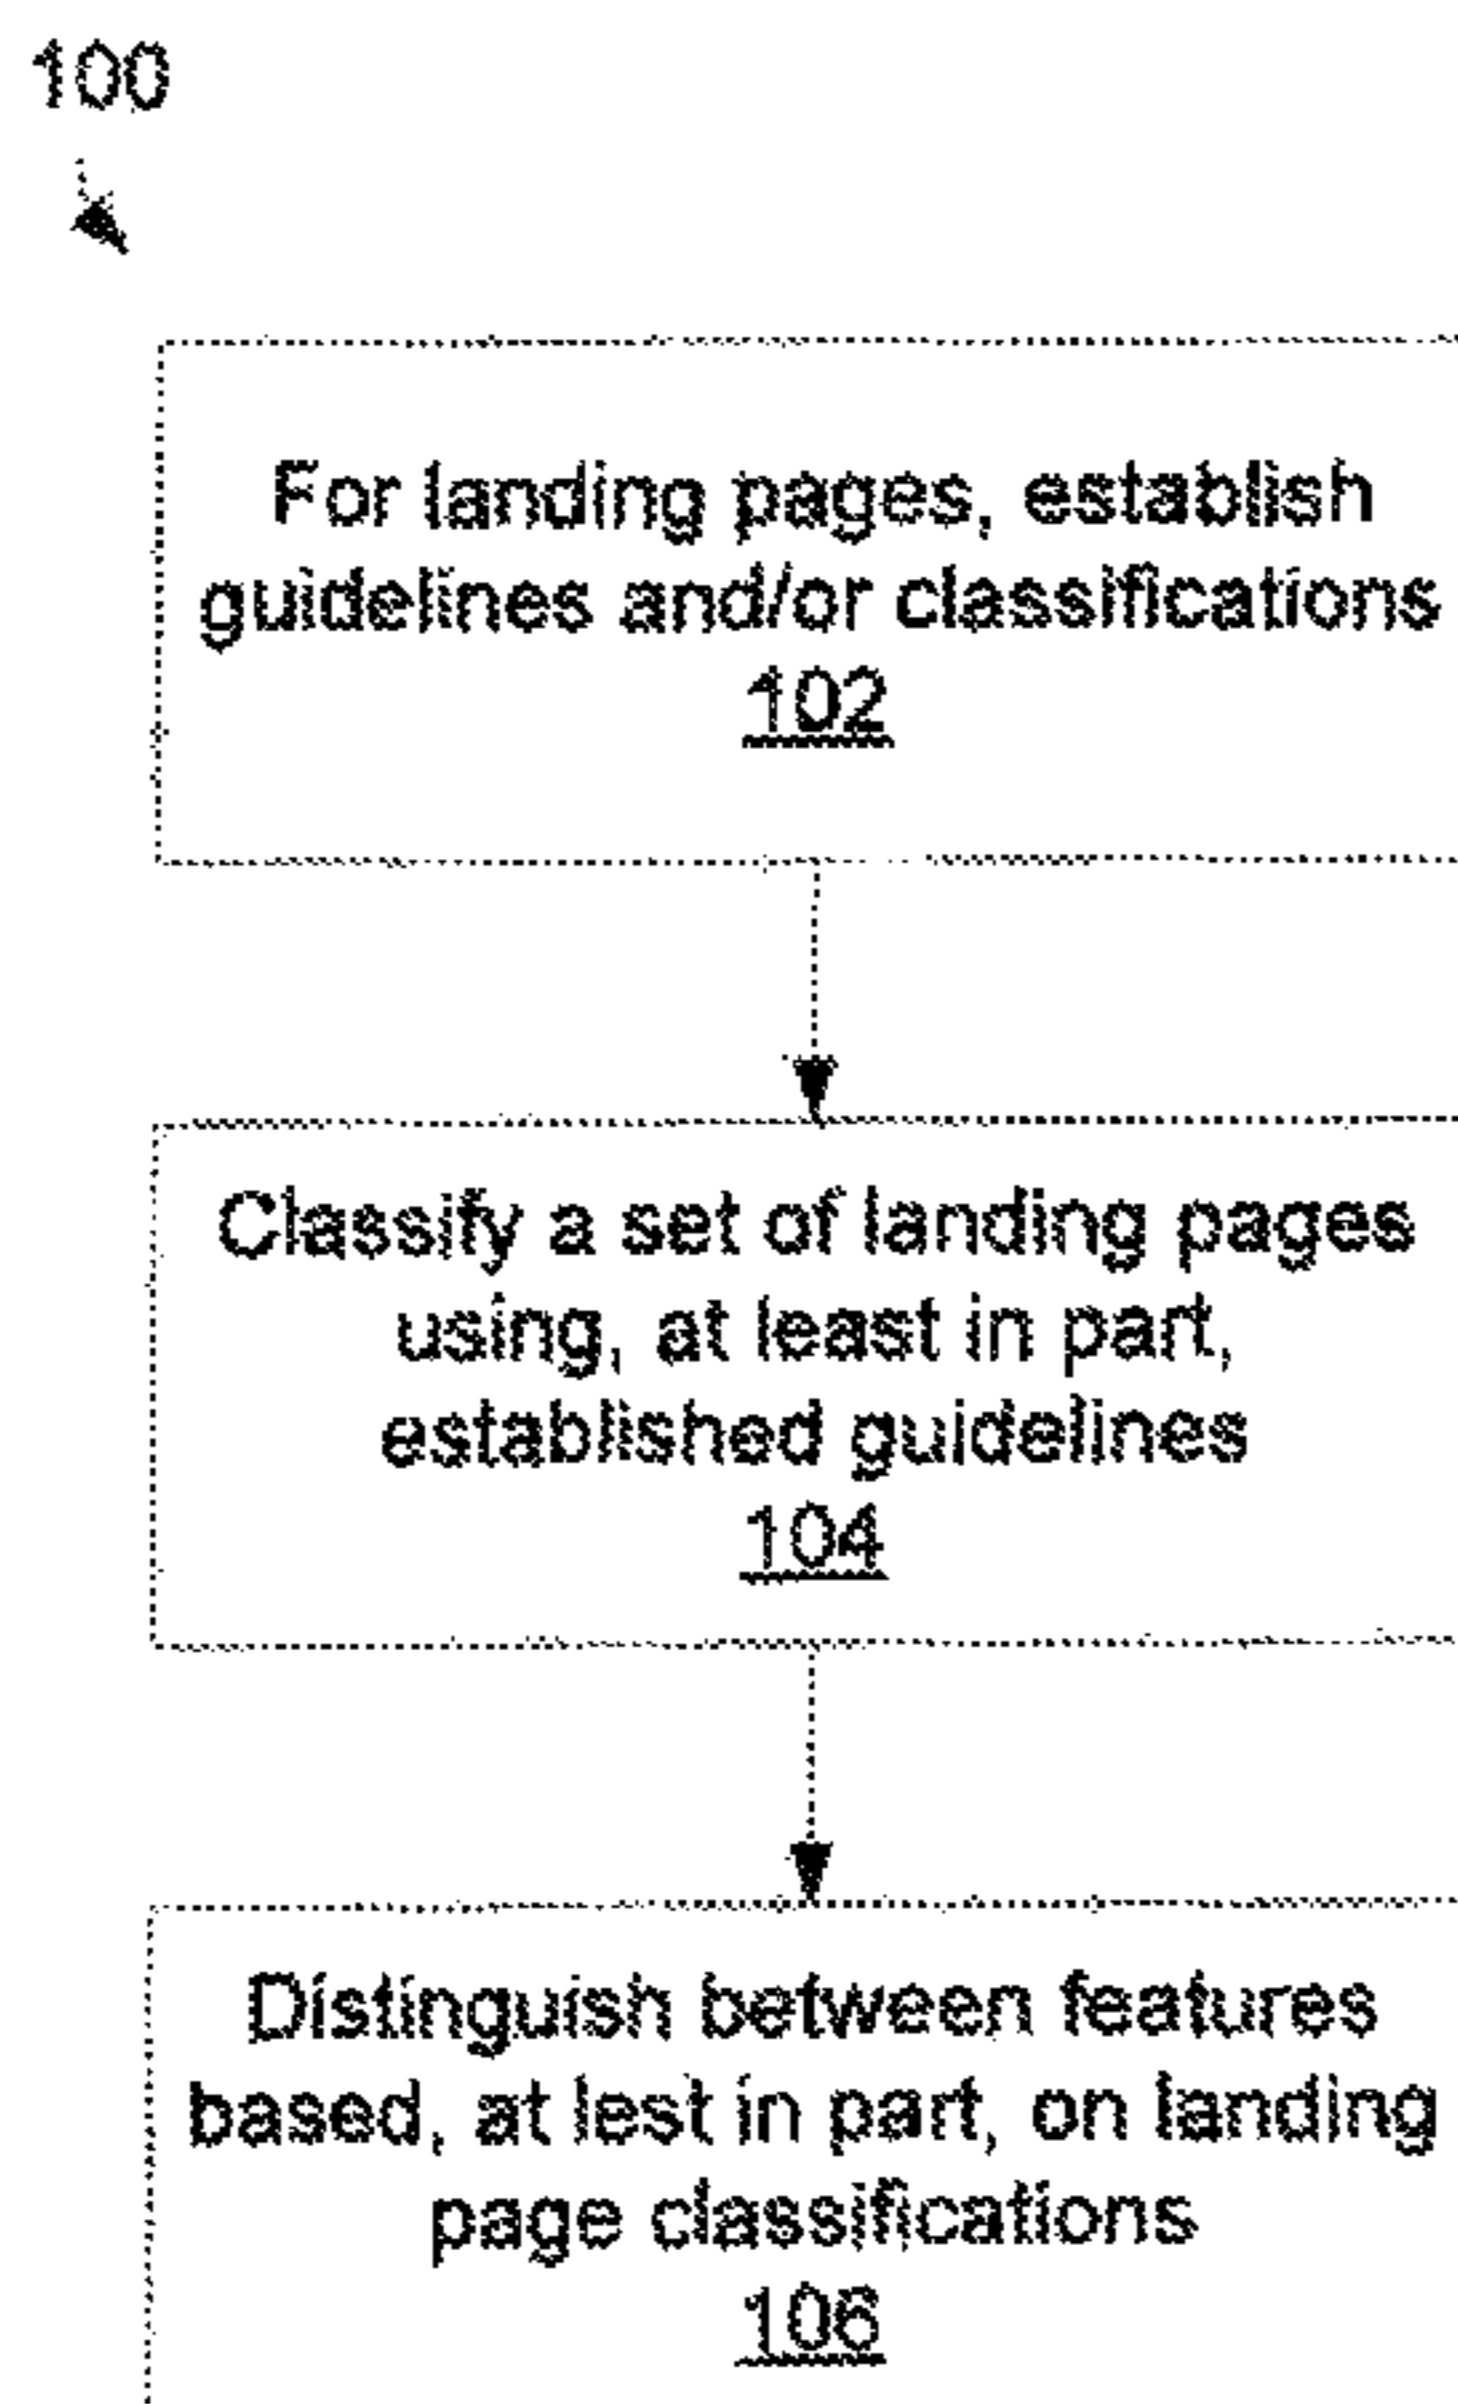 100
For landing pages, establish
guidelines and/or classifications
102
Classify a set of landing pages
using, at least in part,
established guidelines
104
Distinguish between features
based, at lest in part, on landing
page classifications
106